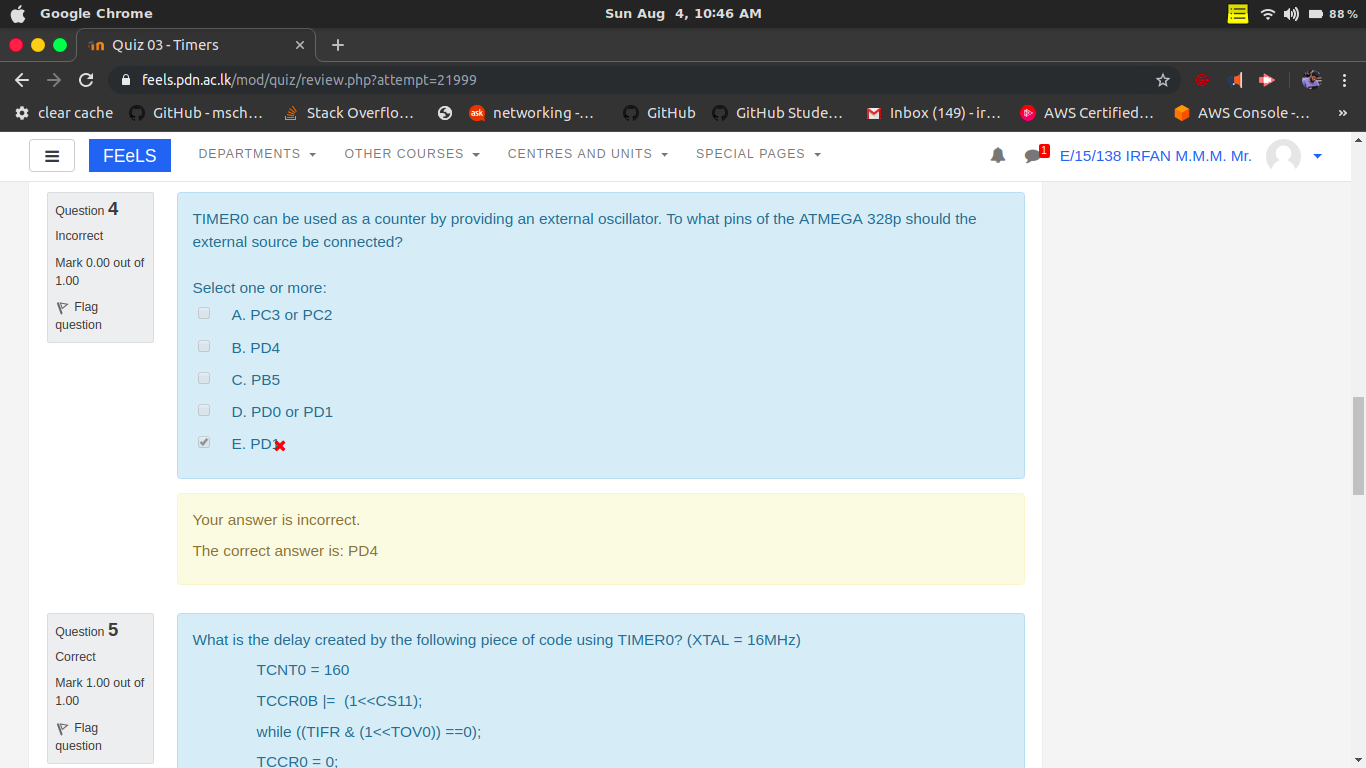 Google Chrome Sun Aug 4, 10:46 AM 88%
Quiz 03 - Timers
feels.pdn.ac.lk/mod/quiz/review.php?attempt=21999
clear cache GitHub - msch... Stack Overflo... ask networking -... GitHub GitHub Stude... Inbox (149) - ir... AWS Certified... AWS Console -... »
FEeLS DEPARTMENTS OTHER COURSES CENTRES AND UNITS SPECIAL PAGES 1 E/15/138 IRFAN M.M.M. Mr.
Question 4
Incorrect
Mark 0.00 out of
1.00
Flag
question
TIMER0 can be used as a counter by providing an external oscillator. To what pins of the ATMEGA 328p should the
external source be connected?
Select one or more:
A. PC3 or PC2
B. PD4
C. PB5
D. PD0 or PD1
E. PD1
Your answer is incorrect.
The correct answer is: PD4
Question 5
Correct
Mark 1.00 out of
1.00
Flag
question
What is the delay created by the following piece of code using TIMER0? (XTAL = 16MHz)
TCNT0 = 160
TCCR0B |=  (1<<CS11);
while ((TIFR & (1<<TOV0)) ==0);
TCCR0 = 0;